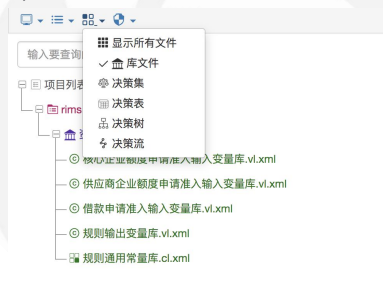 显示所有文件
输入要查询
库文件
决策集
项目列表
决策表
rims
决策树
决策流
核心企业额度申请准入输入变量库.vl.xml
供应商企业额度申请准入输入变量库.vl.xml
借款申请准入输入变量库.vl.xml
规则输出变量库.vl.xml
规则通用常量库.cl.xml